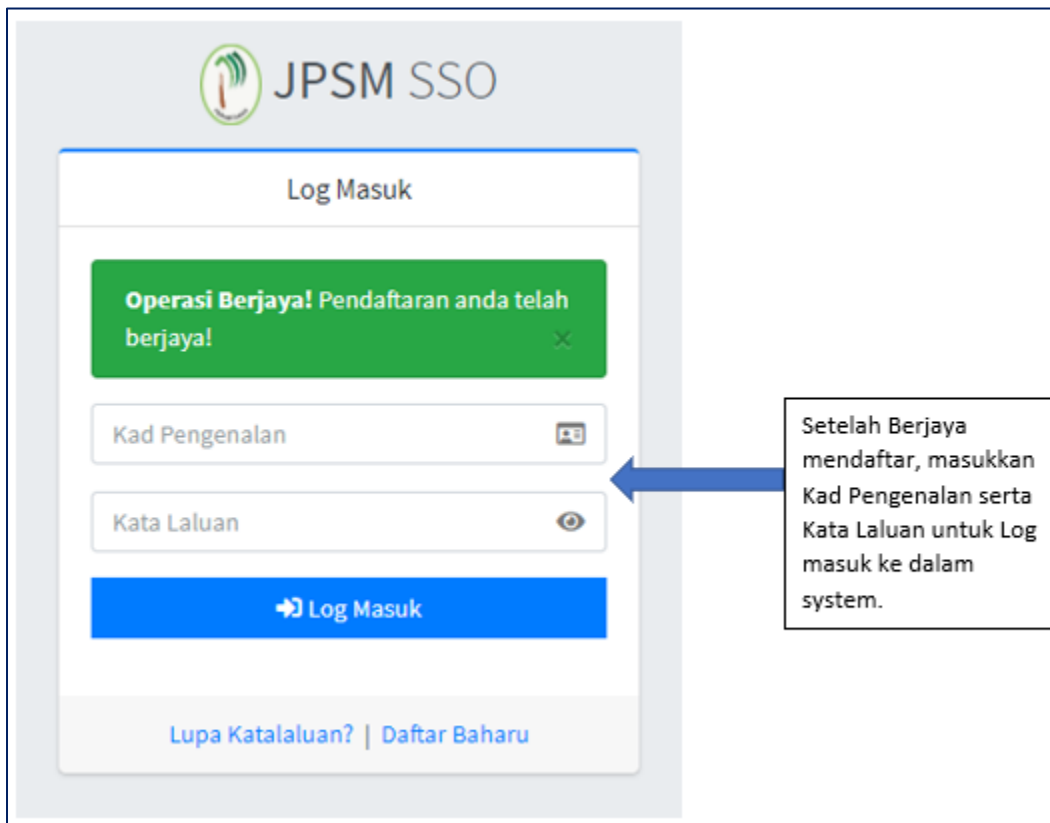 JPSM SSO
Log Masuk
Operasi Berjaya! Pendaftaran anda telah
berjaya!
Kad Pengenalan
Kata Laluan
Log Masuk
Lupa Katalaluan? | Daftar Baharu
Setelah Berjaya
mendaftar, masukkan
Kad Pengenalan serta
Kata Laluan untuk Log
masuk ke dalam
system.